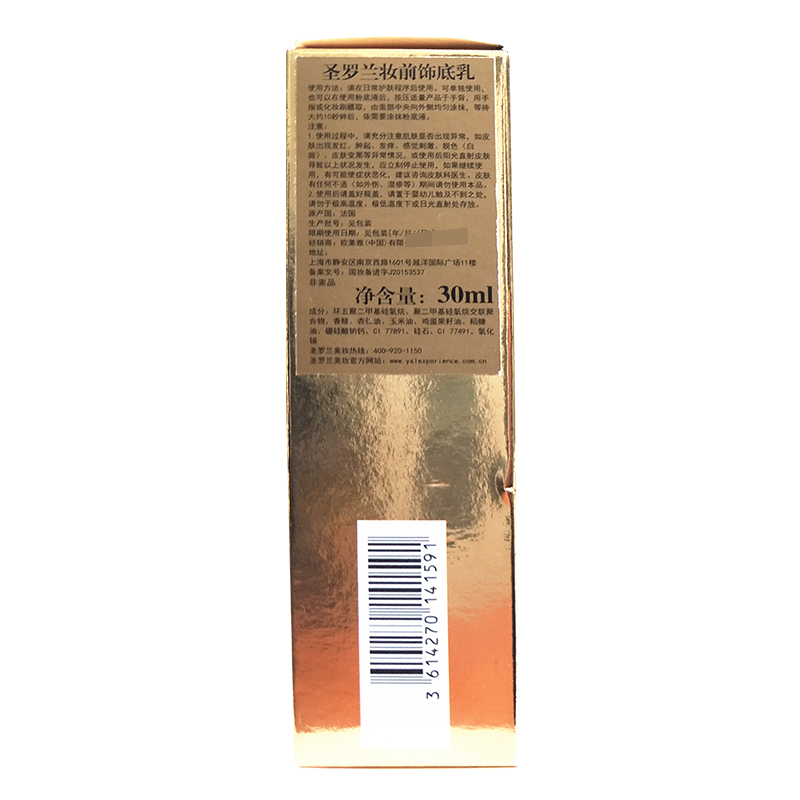 圣罗兰妆前饰底乳
使用方法：请在日常护肤程序后使用，可单独使用，
也可以在使用粉底液后，按压适量产品于手背，用手
指或化妆刷蘸取，由面部中央向外侧均匀涂抹，等待
大约10秒钟后，依需要涂抹粉底液。
注意：
1.使用过程中，请充分注意肌肤是否出现异常，如皮
肤出现发红、肿起、发痒、感觉刺激、脱色（白
斑）、皮肤变黑等异常情况，或使用后阳光直射皮肤
导致以上状况发生，应立刻停止使用，如果继续使
用，有可能使症状恶化，建议咨询皮肤科医生。皮肤
有任何不适（如外伤、湿疹等）期间请勿使用本品。
2.使用后请盖好瓶盖，请置于婴幼儿触及不到之处，
请勿于极高温度、极低温度下或日光直射处存放。
原产国：法国
生产批号：见包装
限期使用日期：见包装(年/月/日)
经销商：欧莱雅(中国)有限
地址：
上海市静安区南京西路1601号越洋国际广场11楼
备案文号：国妆备进字J20153537
非卖品
净含量：30ml
成分：环五聚二甲基硅氧烷、聚二甲基硅氧烷交联聚
合物，香精，杏仁油，玉米油，鸡蛋果籽油，稻糠
油，硼硅酸钠钙，CI 77891，硅石，CI 77491，氧化
锡
圣罗兰美妆热线：400-920-1150
圣罗兰美妆官方网站：www.yslexperience.com.cn
3 614270 141591